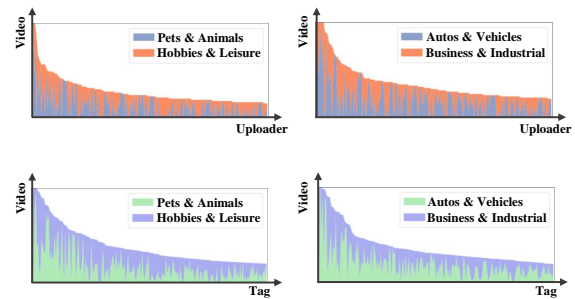 Video
Pets & Animals
Hobbies & Leisure
Uploader
Video
Autos & Vehicles
Business & Industrial
Uploader
Video
Pets & Animals
Hobbies & Leisure
Tag
Video
Autos & Vehicles
Business & Industrial
Tag